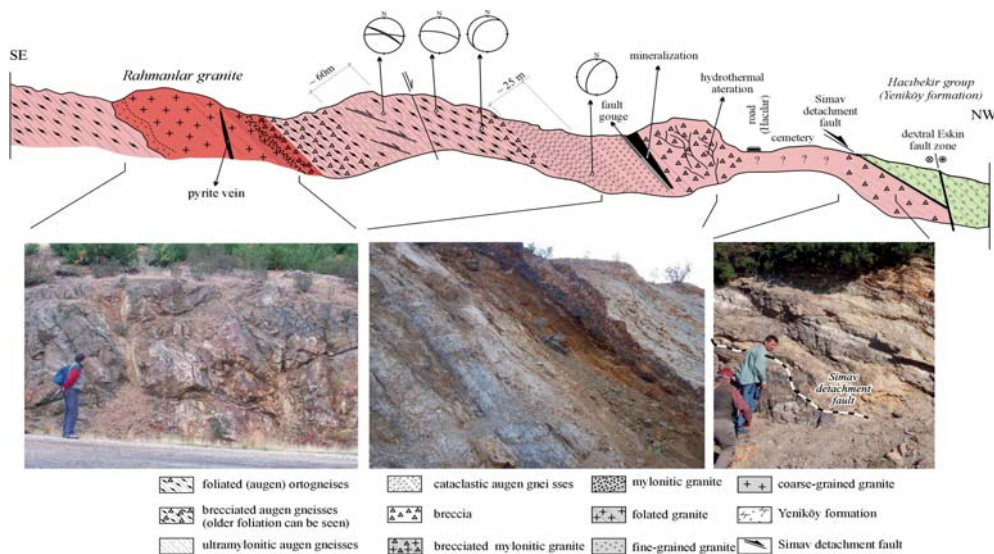 SE
Rahmanlar granite
~ 60m
N
N
N
~ 25 m
N
fault
gouge
mineralization
hydrothermal
ateration
road
(Hacılar)
cemetery
Simav
detachment
fault
Hacıbekir group
(Yeniköy formation)
NW
dextral Eskin
fault zone
pyrite vein
? ? ? ?
Simav
detachment
fault
foliated (augen) ortogneises
brecciated augen gneisses
(older foliation can be seen)
ultramylonitic augen gneisses
cataclastic augen gnei sses
breccia
brecciated mylonitic granite
mylonitic granite
folated granite
fine-grained granite
coarse-grained granite
Yeniköy formation
Simav detachment fault